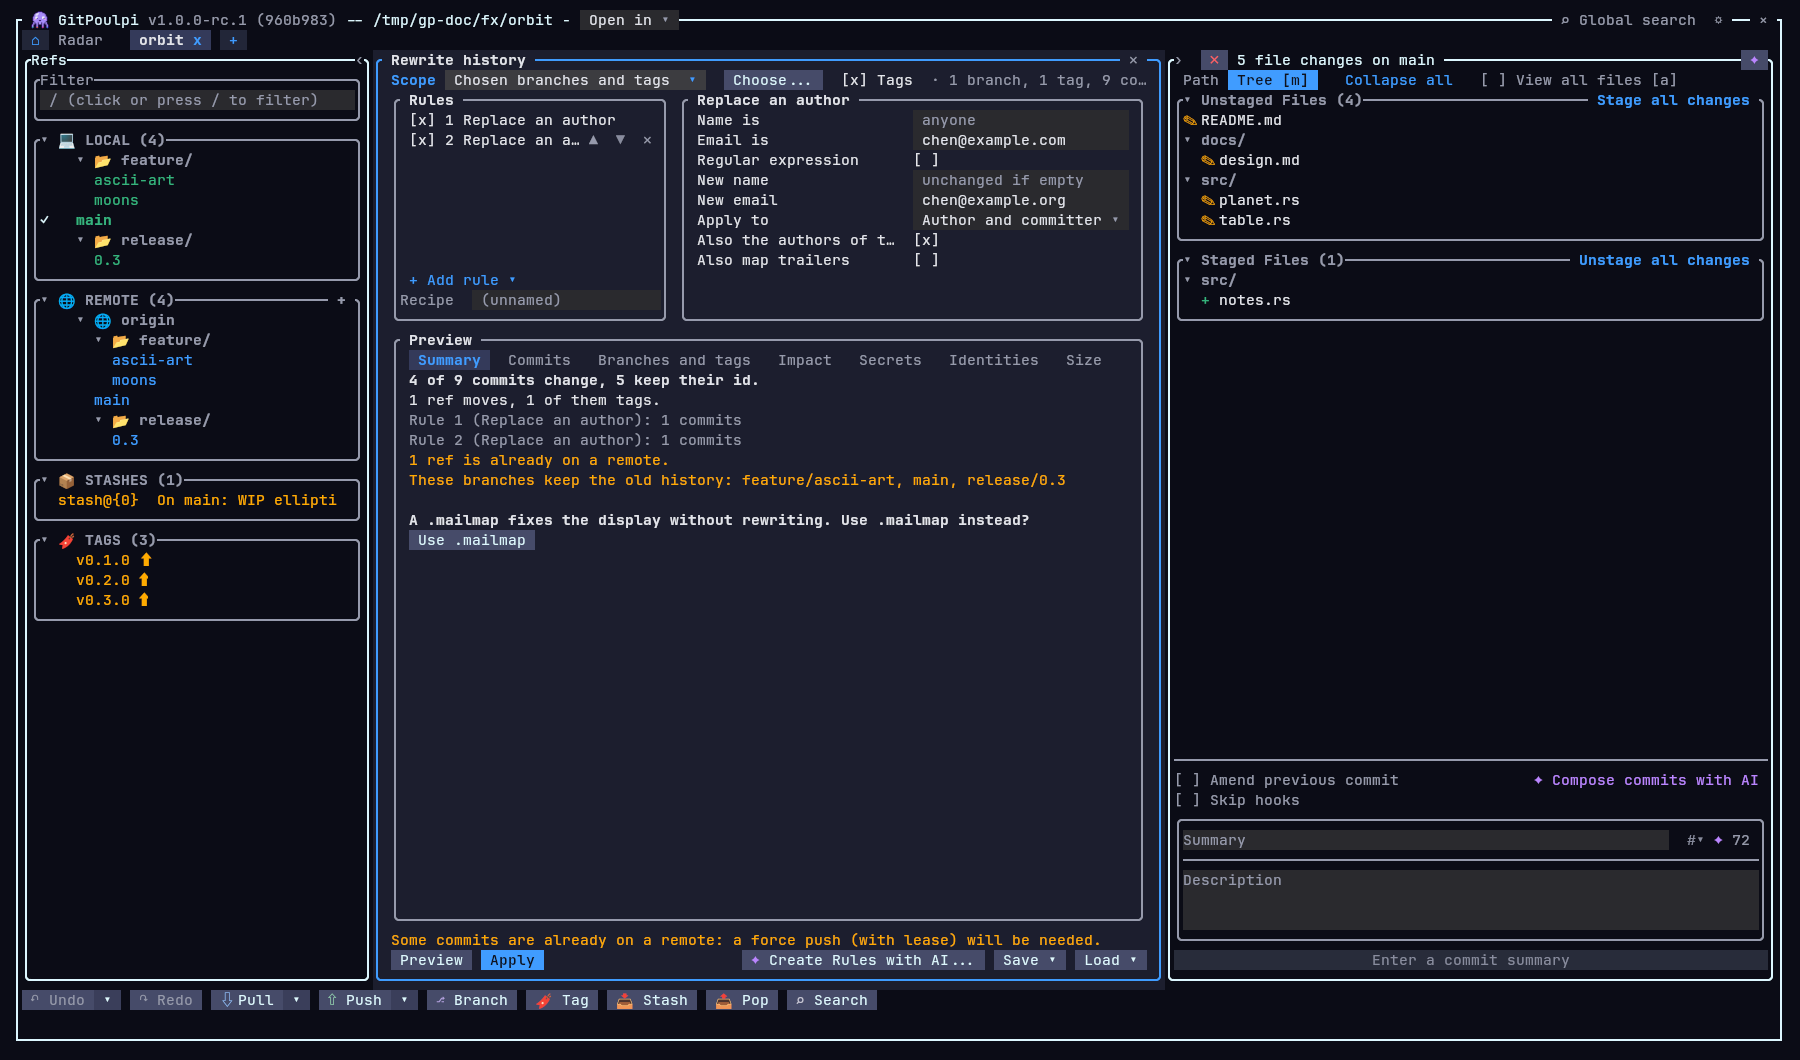 GitPoulpi v1.0.0-rc.1 (960b983) -- /tmp/gp-doc/fx/orbit - Open in ▾ ⌕ Global search ⚙ ×
⌂ Radar orbit x +
Refs ‹
Filter
/ (click or press / to filter)
▾ LOCAL (4)
▾ feature/
ascii-art
moons
✓ main
▾ release/
0.3
▾ REMOTE (4) +
▾ origin
▾ feature/
ascii-art
moons
main
▾ release/
0.3
▾ STASHES (1)
stash@{0} On main: WIP ellipti
▾ TAGS (3)
v0.1.0 ⬆
v0.2.0 ⬆
v0.3.0 ⬆
Rewrite history ×
Scope Chosen branches and tags ▾ Choose... [x] Tags · 1 branch, 1 tag, 9 co…
Rules
[x] 1 Replace an author
[x] 2 Replace an a… ▲ ▼ ×
+ Add rule ▾
Recipe (unnamed)
Replace an author
Name is anyone
Email is chen@example.com
Regular expression [ ]
New name unchanged if empty
New email chen@example.org
Apply to Author and committer ▾
Also the authors of t… [x]
Also map trailers [ ]
Preview
Summary Commits Branches and tags Impact Secrets Identities Size
4 of 9 commits change, 5 keep their id.
1 ref moves, 1 of them tags.
Rule 1 (Replace an author): 1 commits
Rule 2 (Replace an author): 1 commits
1 ref is already on a remote.
These branches keep the old history: feature/ascii-art, main, release/0.3
A .mailmap fixes the display without rewriting. Use .mailmap instead?
Use .mailmap
Some commits are already on a remote: a force push (with lease) will be needed.
Preview Apply ✦ Create Rules with AI... Save ▾ Load ▾
› ✕ 5 file changes on main ✦
Path Tree [m] Collapse all [ ] View all files [a]
▾ Unstaged Files (4) Stage all changes
README.md
▾ docs/
design.md
▾ src/
planet.rs
table.rs
▾ Staged Files (1) Unstage all changes
▾ src/
+ notes.rs
[ ] Amend previous commit ✦ Compose commits with AI
[ ] Skip hooks
Summary #▾ ✦ 72
Description
Enter a commit summary
↶ Undo ▾ ↷ Redo ⇩ Pull ▾ ⇧ Push ▾ Branch Tag Stash Pop ⌕ Search